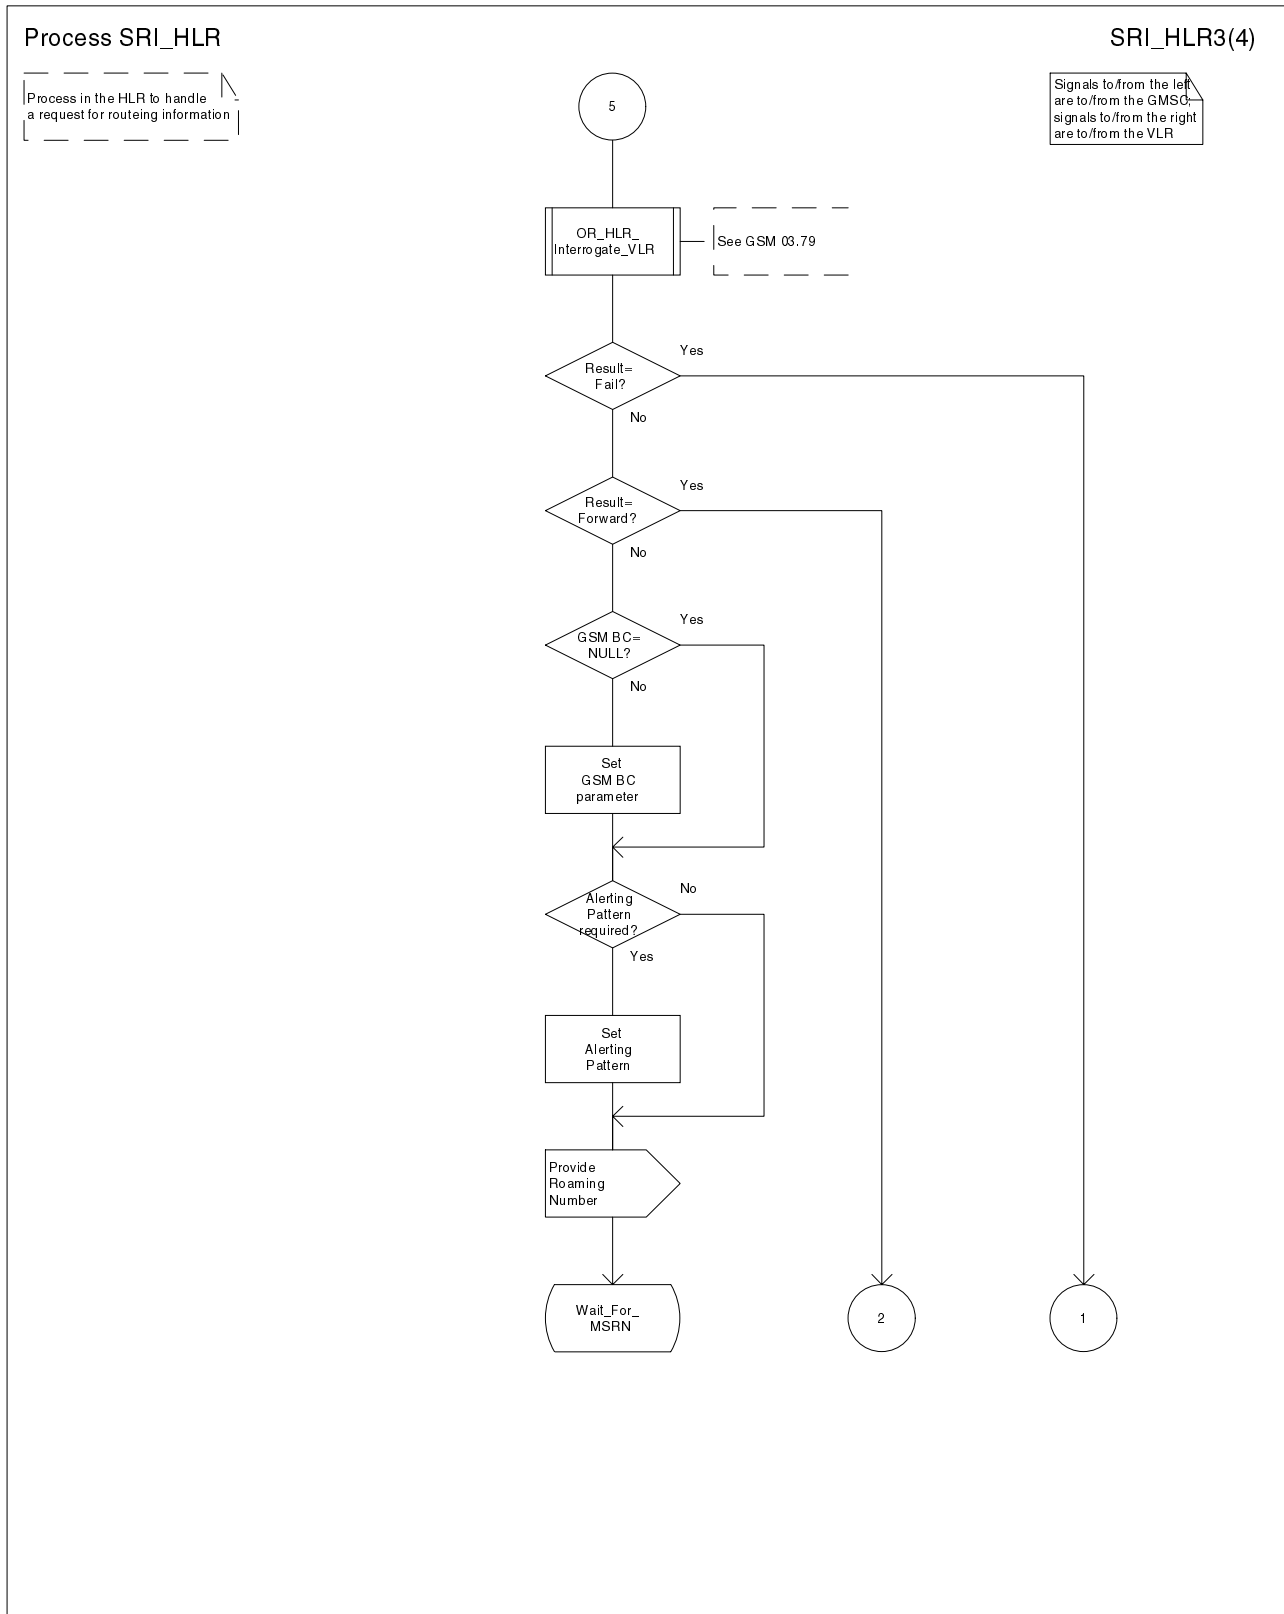 Process SRI_HLR
SRI_HLR3(4)
Process in the HLR to handle
a request for routeing information
Signals to/from the left
are to/from the GMSC;
signals to/from the right
are to/from the VLR
5
OR_HLR_
Interrogate_VLR
See GSM 03.79
Result=
Fail?
Yes
No
Result=
Forward?
Yes
No
GSM BC=
NULL?
Yes
No
Set
GSM BC
parameter
Alerting
Pattern
required?
No
Yes
Set
Alerting
Pattern
Provide
Roaming
Number
Wait_For_
MSRN
2
1